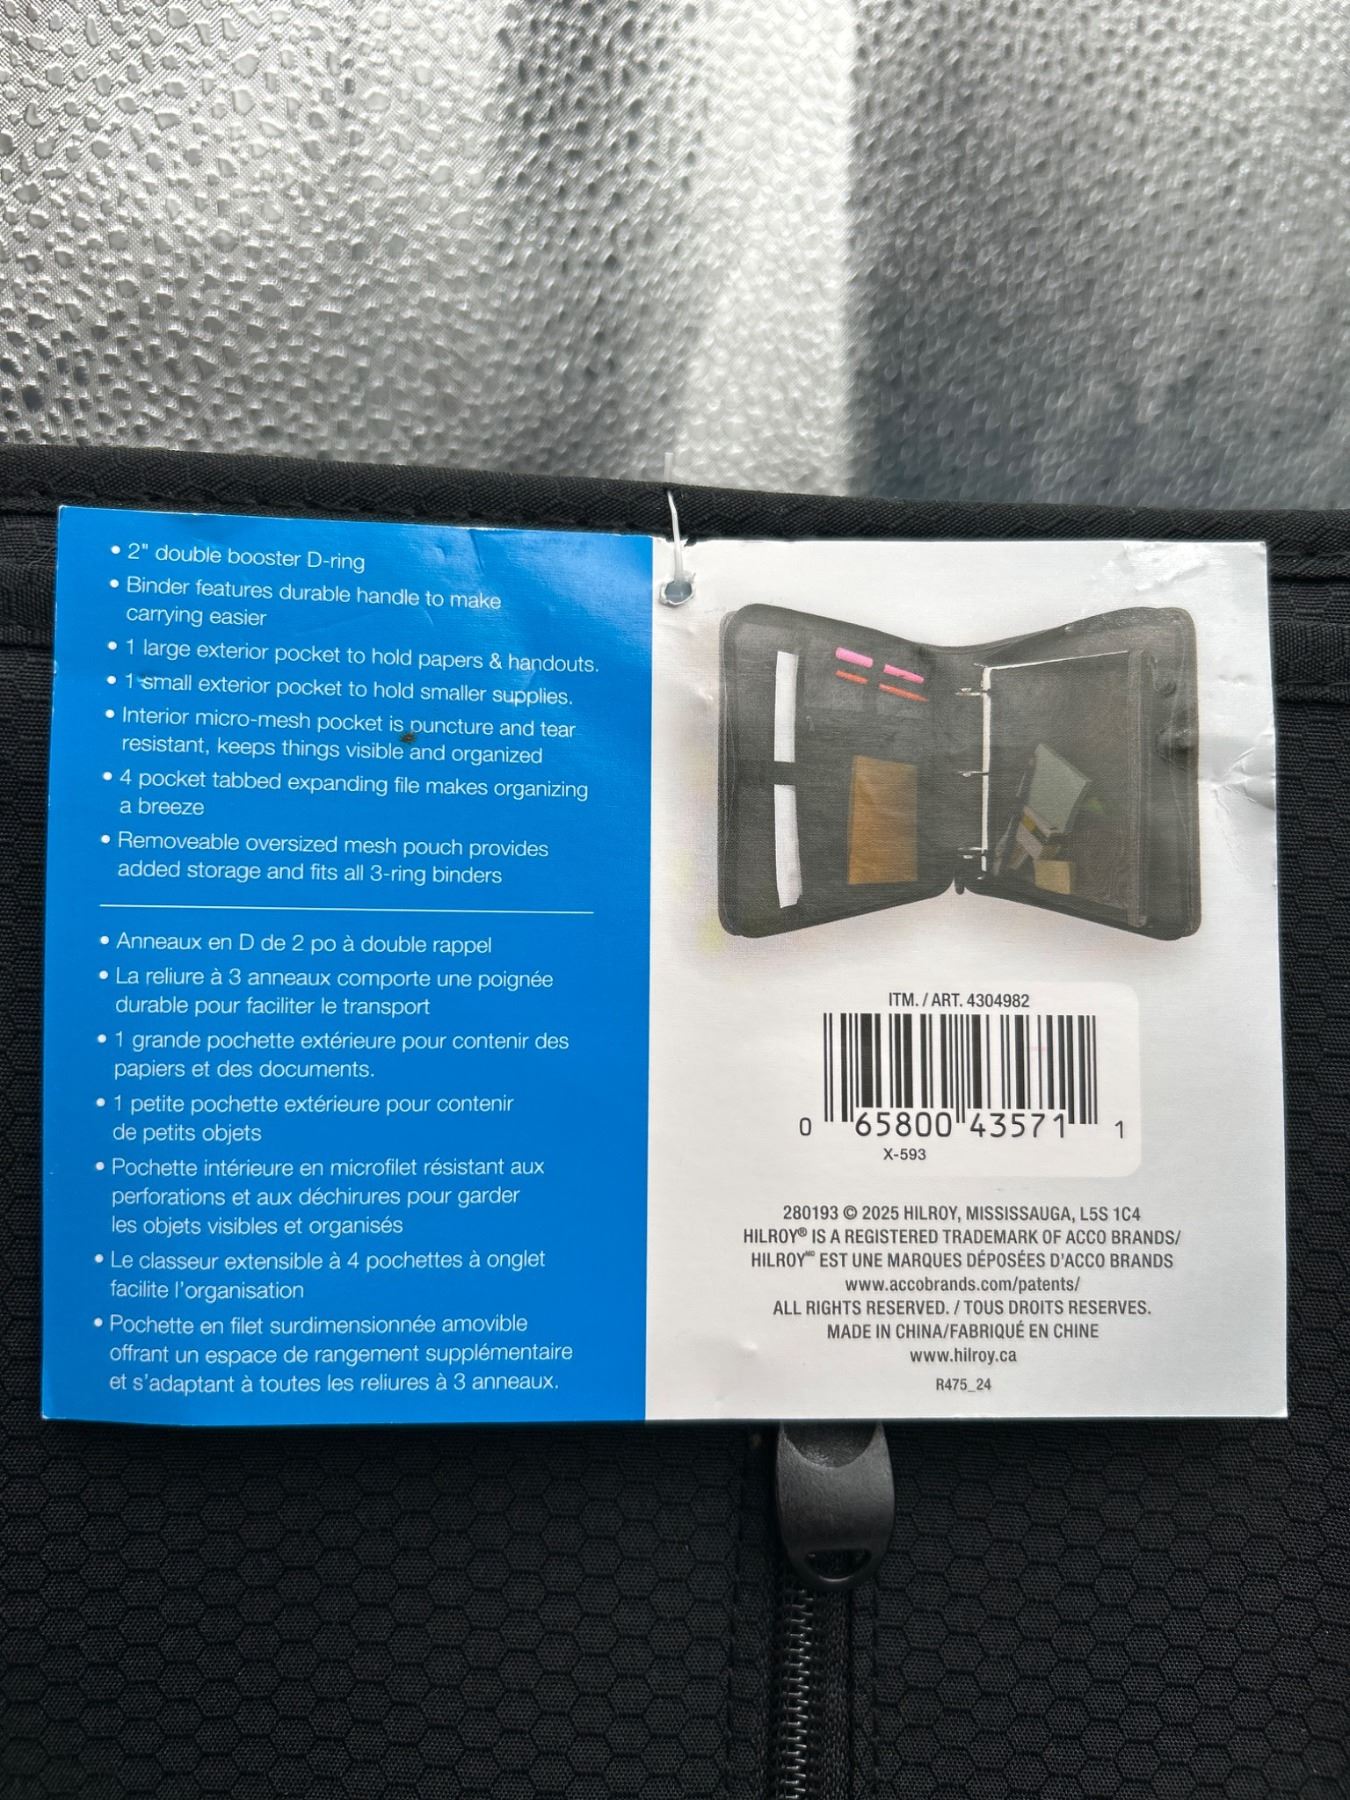 • 2" double booster D-ring
• Binder features durable handle to make
carrying easier
• 1 large exterior pocket to hold papers & handouts.
• 1 small exterior pocket to hold smaller supplies.
• Interior micro-mesh pocket is puncture and tear
resistant, keeps things visible and organized
• 4 pocket tabbed expanding file makes organizing
a breeze
• Removeable oversized mesh pouch provides
added storage and fits all 3-ring binders
• Anneaux en D de 2 po à double rappel
• La reliure à 3 anneaux comporte une poignée
durable pour faciliter le transport
• 1 grande pochette extérieure pour contenir des
papiers et des documents.
• 1 petite pochette extérieure pour contenir
de petits objets
• Pochette intérieure en microfilet résistant aux
perforations et aux déchirures pour garder
les objets visibles et organisés
• Le classeur extensible à 4 pochettes à onglet
facilite l'organisation
• Pochette en filet surdimensionnée amovible
offrant un espace de rangement supplémentaire
et s'adaptant à toutes les reliures à 3 anneaux.
ITM. / ART. 4304982
0 65800 43571 1
X-593
280193 © 2025 HILROY, MISSISSAUGA, L5S 1C4
HILROY® IS A REGISTERED TRADEMARK OF ACCO BRANDS/
HILROY MD EST UNE MARQUES DÉPOSÉES D'ACCO BRANDS
www.accobrands.com/patents/
ALL RIGHTS RESERVED. / TOUS DROITS RESERVES.
MADE IN CHINA/FABRIQUÉ EN CHINE
www.hilroy.ca
R475_24